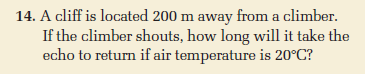 14. A cliff is located 200 m away from a climber.
If the climber shouts, how long will it take the
echo to return if air temperature is 20°C?